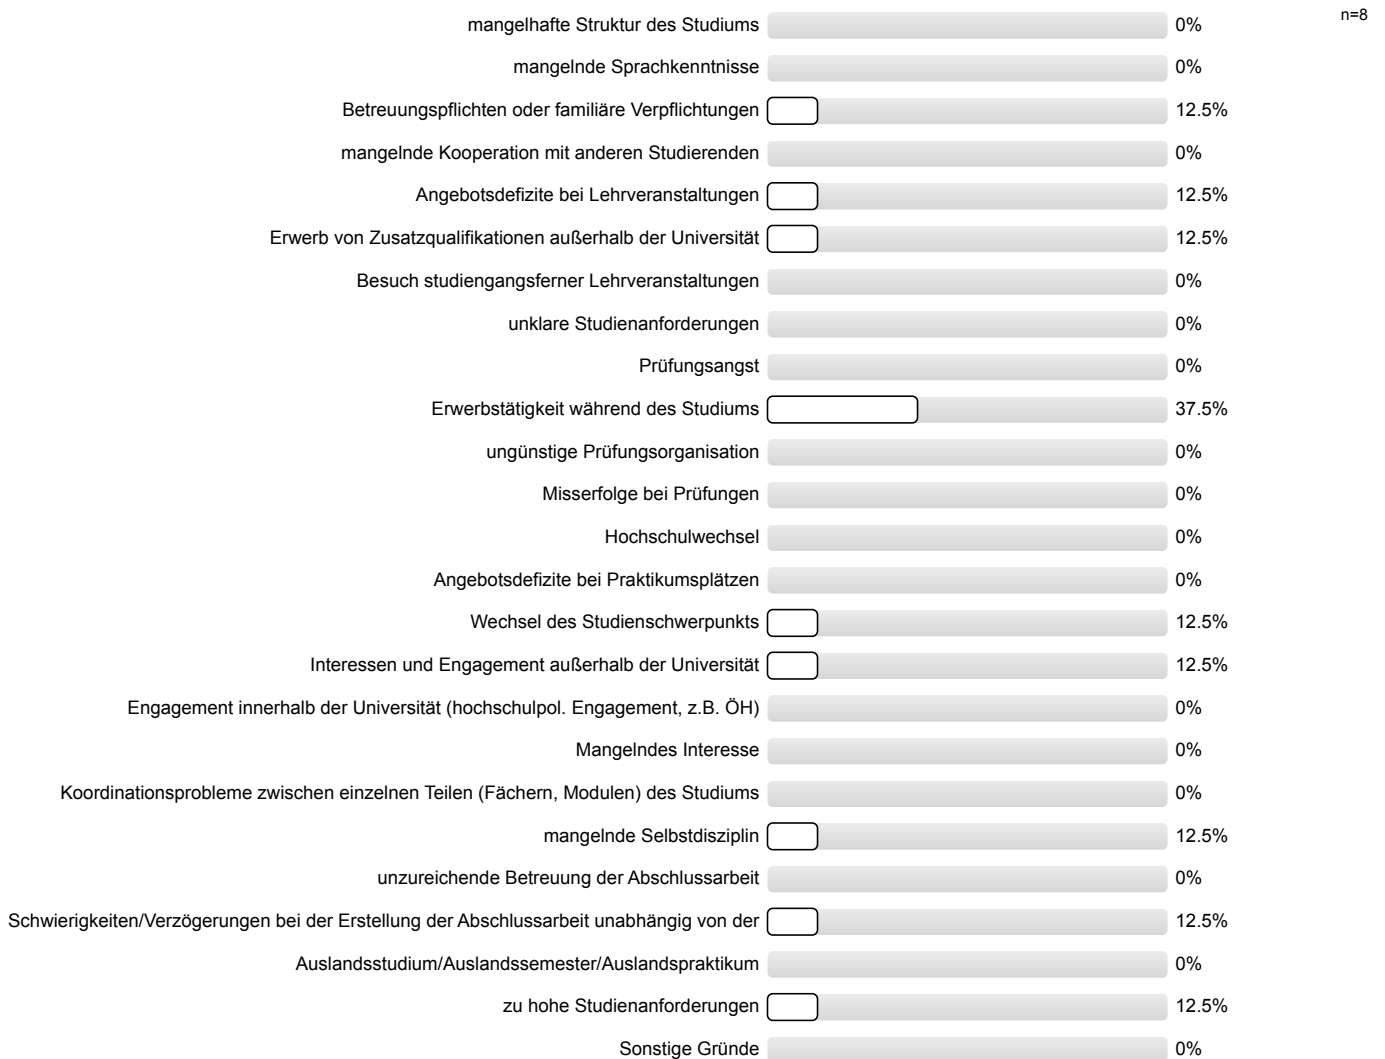 mangelhafte Struktur des Studiums 0% n=8
mangelnde Sprachkenntnisse 0%
Betreuungspflichten oder familiäre Verpflichtungen 12.5%
mangelnde Kooperation mit anderen Studierenden 0%
Angebotsdefizite bei Lehrveranstaltungen 12.5%
Erwerb von Zusatzqualifikationen außerhalb der Universität 12.5%
Besuch studiengangsferner Lehrveranstaltungen 0%
unklare Studienanforderungen 0%
Prüfungsangst 0%
Erwerbstätigkeit während des Studiums 37.5%
ungünstige Prüfungsorganisation 0%
Misserfolge bei Prüfungen 0%
Hochschulwechsel 0%
Angebotsdefizite bei Praktikumsplätzen 0%
Wechsel des Studienschwerpunkts 12.5%
Interessen und Engagement außerhalb der Universität 12.5%
Engagement innerhalb der Universität (hochschulpol. Engagement, z.B. ÖH) 0%
Mangelndes Interesse 0%
Koordinationsprobleme zwischen einzelnen Teilen (Fächern, Modulen) des Studiums 0%
mangelnde Selbstdisziplin 12.5%
unzureichende Betreuung der Abschlussarbeit 0%
Schwierigkeiten/Verzögerungen bei der Erstellung der Abschlussarbeit unabhängig von der 12.5%
Auslandsstudium/Auslandssemester/Auslandspraktikum 0%
zu hohe Studienanforderungen 12.5%
Sonstige Gründe 0%